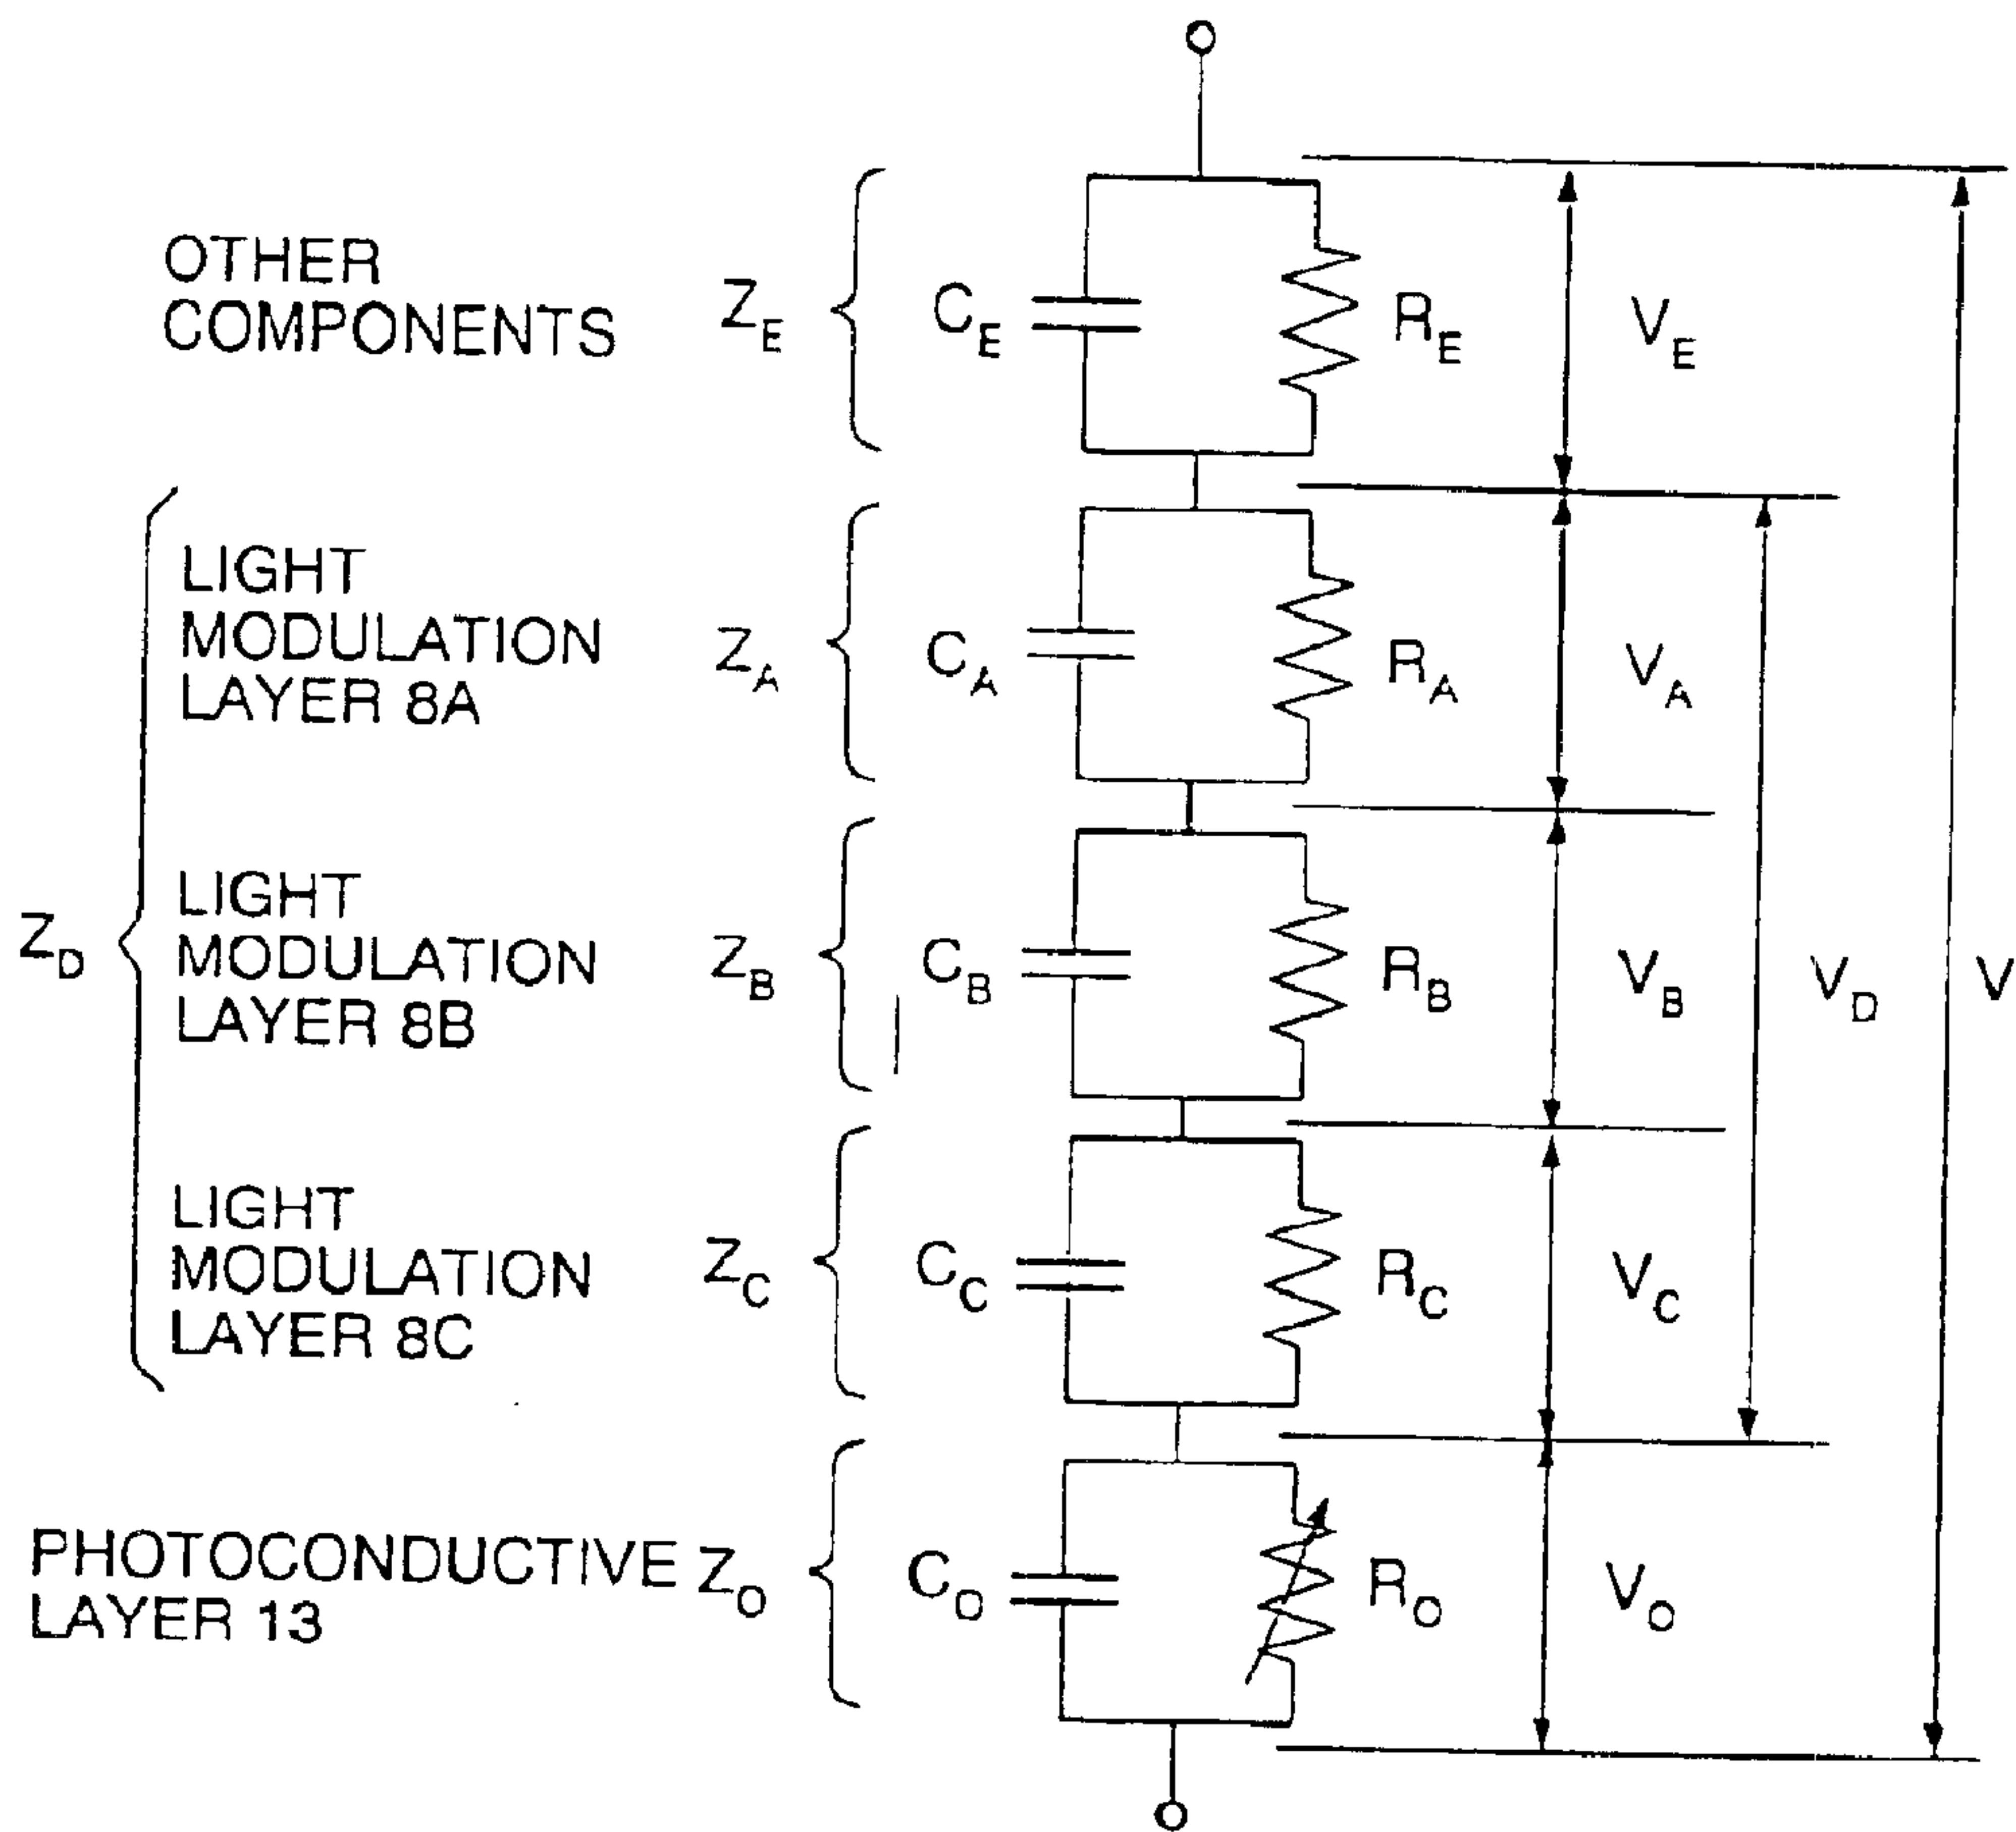 OTHER
COMPONENTS
Z_E
C_E
R_E
V_E
LIGHT
MODULATION
LAYER 8A
Z_A
C_A
R_A
V_A
Z_D
LIGHT
MODULATION
LAYER 8B
Z_B
C_B
R_B
V_B
V_D
V
LIGHT
MODULATION
LAYER 8C
Z_C
C_C
R_C
V_C
PHOTOCONDUCTIVE
LAYER 13
Z_O
C_O
R_O
V_O